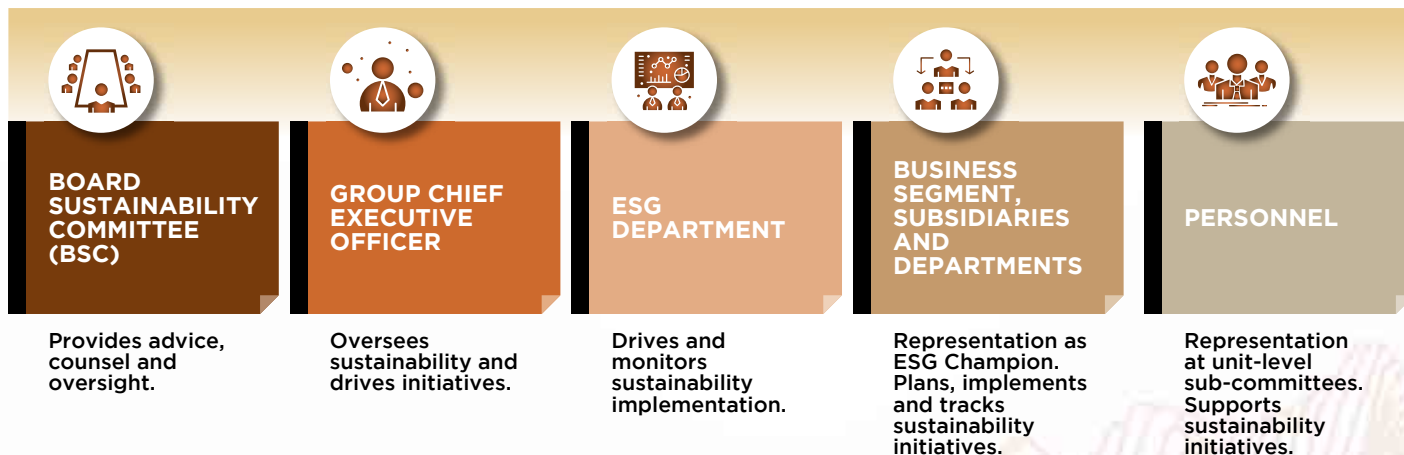 BOARD
SUSTAINABILITY
COMMITTEE
(BSC)
Provides advice,
counsel and
oversight.
GROUP CHIEF
EXECUTIVE
OFFICER
Oversees
sustainability and
drives initiatives.
ESG
DEPARTMENT
Drives and
monitors
sustainability
implementation.
BUSINESS
SEGMENT,
SUBSIDIARIES
AND
DEPARTMENTS
Representation as
ESG Champion.
Plans, implements
and tracks
sustainability
initiatives.
PERSONNEL
Representation
at unit-level
sub-committees.
Supports
sustainability
initiatives.